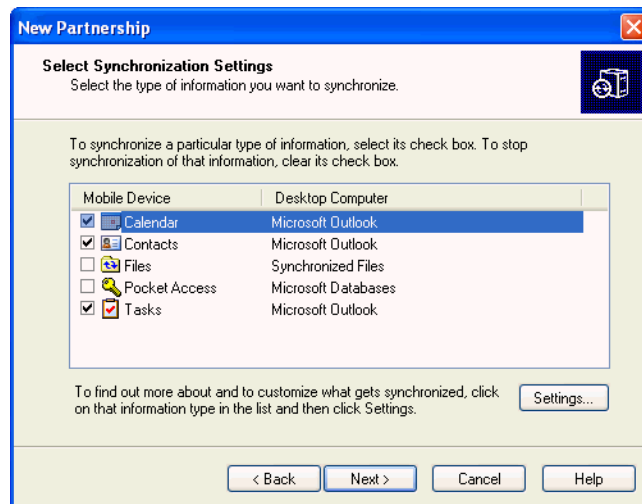 New Partnership
Select Synchronization Settings
Select the type of information you want to synchronize.
To synchronize a particular type of information, select its check box. To stop
synchronization of that information, clear its check box.
Mobile Device Desktop Computer
Calendar Microsoft Outlook
Contacts Microsoft Outlook
Files Synchronized Files
Pocket Access Microsoft Databases
Tasks Microsoft Outlook
To find out more about and to customize what gets synchronized, click
on that information type in the list and then click Settings.
Settings...
< Back Next > Cancel Help